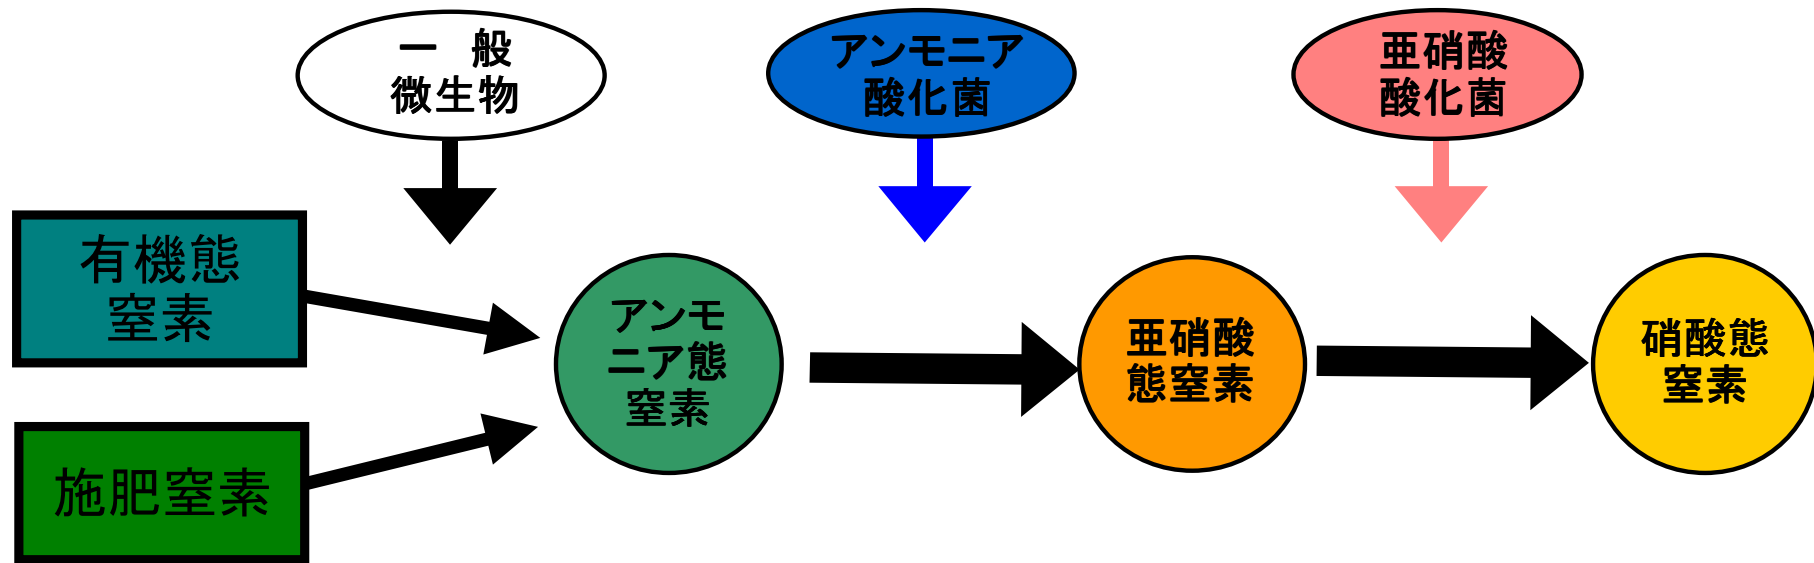 一 般
微生物
アンモニア
酸化菌
亜硝酸
酸化菌
有機態
窒素
施肥窒素
アンモ
ニア態
窒素
亜硝酸
態窒素
硝酸態
窒素